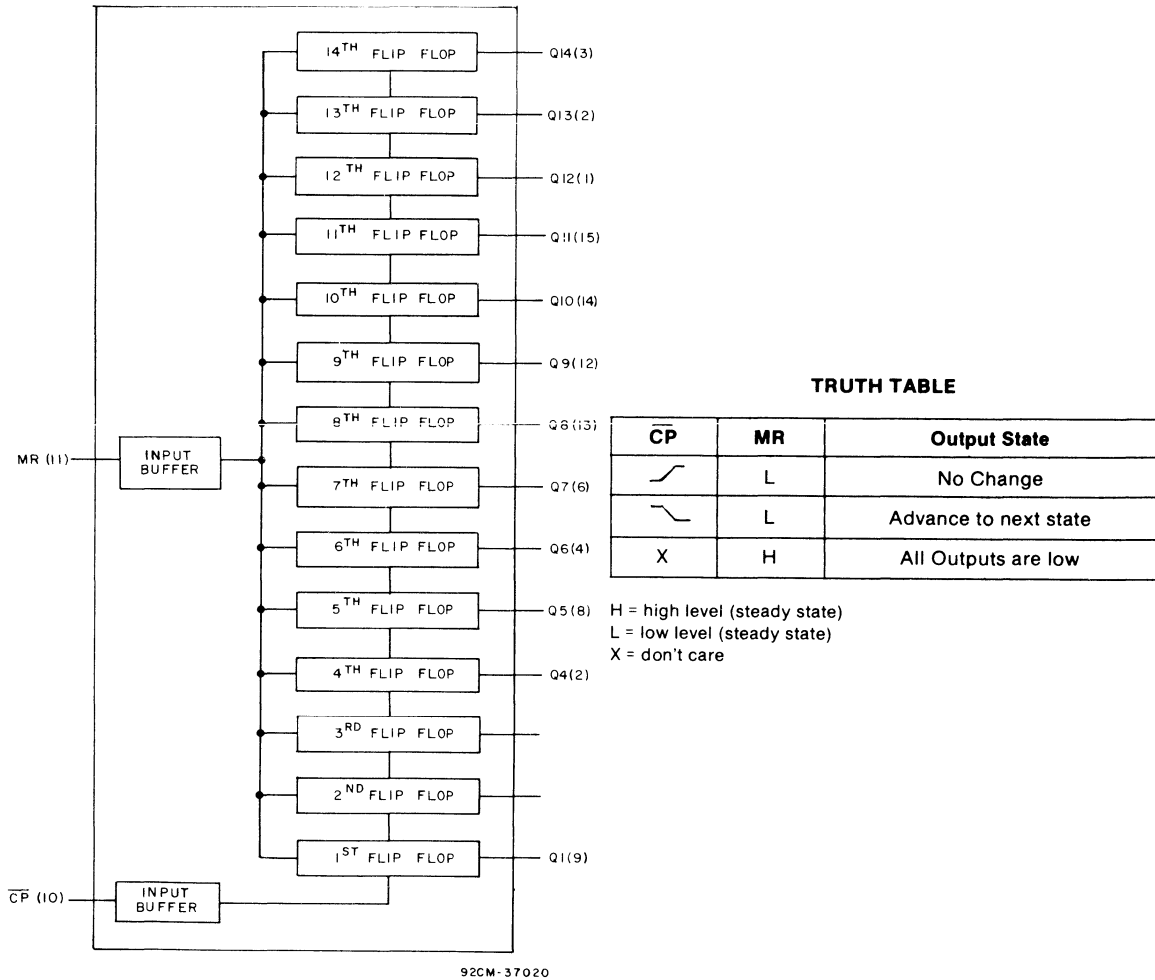 14TH FLIP FLOP
Q14(3)
13TH FLIP FLOP
Q13(2)
12TH FLIP FLOP
Q12(1)
11TH FLIP FLOP
Q11(15)
10TH FLIP FLOP
Q10(14)
9TH FLIP FLOP
Q9(12)
8TH FLIP FLOP
Q8(13)
MR (11)
INPUT
BUFFER
7TH FLIP FLOP
Q7(6)
6TH FLIP FLOP
Q6(4)
5TH FLIP FLOP
Q5(8)
4TH FLIP FLOP
Q4(2)
3RD FLIP FLOP
2ND FLIP FLOP
1ST FLIP FLOP
Q1(9)
CP (10)
INPUT
BUFFER
92CM-37020
TRUTH TABLE
CP MR Output State
L No Change
L Advance to next state
X H All Outputs are low
H = high level (steady state)
L = low level (steady state)
X = don't care